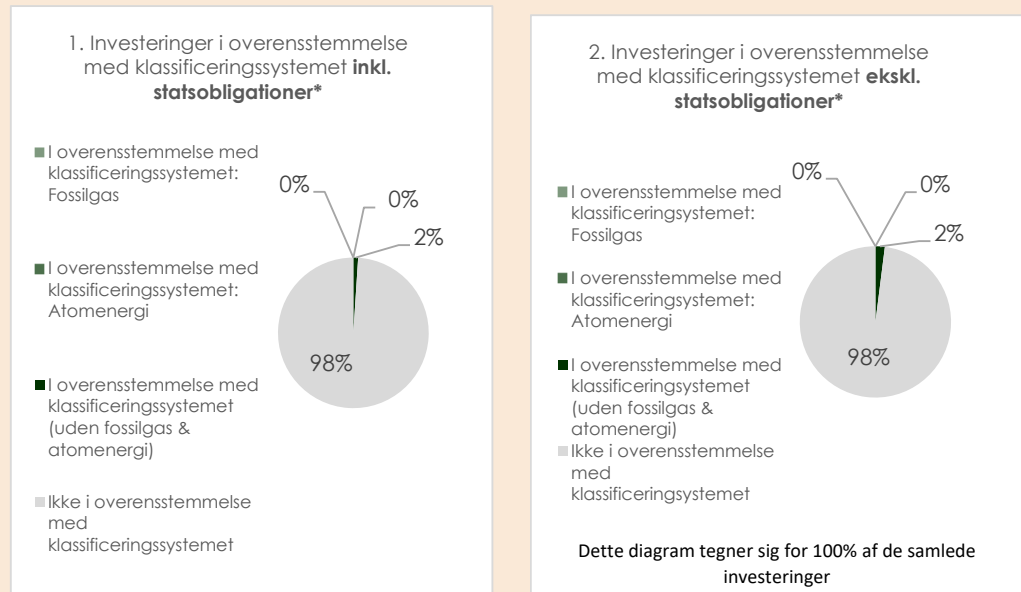 1. Investeringer i overensstemmelse
med klassificeringssystemet inkl.
statsobligationer*
I overensstemmelse med
klassificeringssystemet:
Fossilgas
I overensstemmelse med
klassificeringssystemet:
Atomenergi
I overensstemmelse med
klassificeringssystemet
(uden fossilgas &
atomenergi)
Ikke i overensstemmelse
med
klassificeringssystemet
0%
0%
2%
98%
2. Investeringer i overensstemmelse
med klassificeringssystemet ekskl.
statsobligationer*
I overensstemmelse med
klassificeringsystemet:
Fossilgas
I overensstemmelse med
klassificeringssystemet:
Atomenergi
I overensstemmelse med
klassificeringssystemet
(uden fossilgas &
atomenergi)
Ikke i overensstemmelse
med
klassificeringsystemet
0%
0%
2%
98%
Dette diagram tegner sig for 100% af de samlede
investeringer